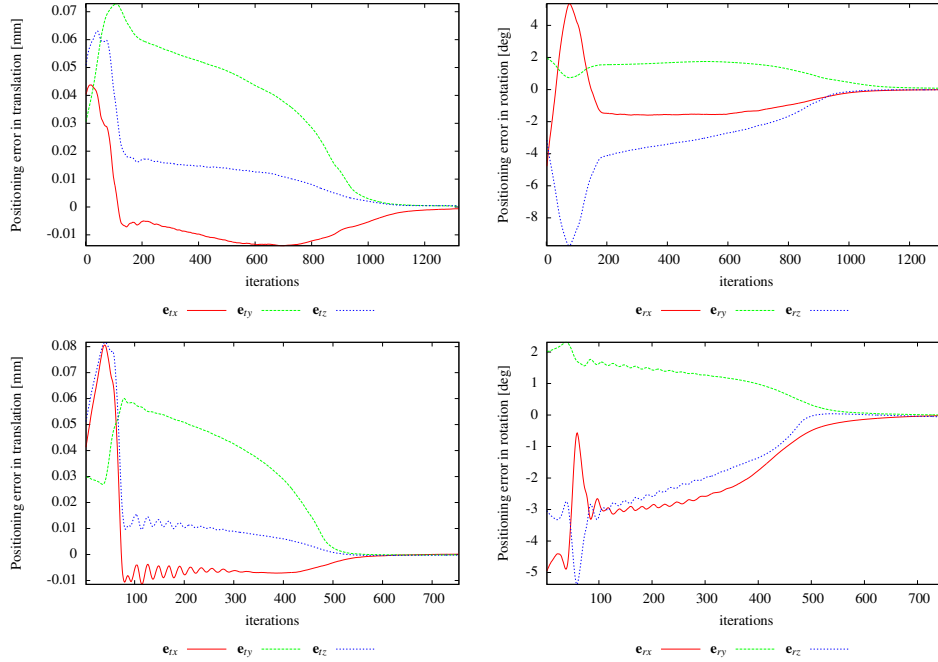 Positioning error in translation [mm]
0.07
0.06
0.05
0.04
0.03
0.02
0.01
0
-0.01
0 200 400 600 800 1000 1200
iterations
e_tx e_ty e_tz
Positioning error in rotation [deg]
4
2
0
-2
-4
-6
-8
0 200 400 600 800 1000 1200
iterations
e_rx e_ry e_rz
Positioning error in translation [mm]
0.08
0.07
0.06
0.05
0.04
0.03
0.02
0.01
0
-0.01
0 100 200 300 400 500 600 700
iterations
e_tx e_ty e_tz
Positioning error in rotation [deg]
2
1
0
-1
-2
-3
-4
-5
100 200 300 400 500 600 700
iterations
e_rx e_ry e_rz